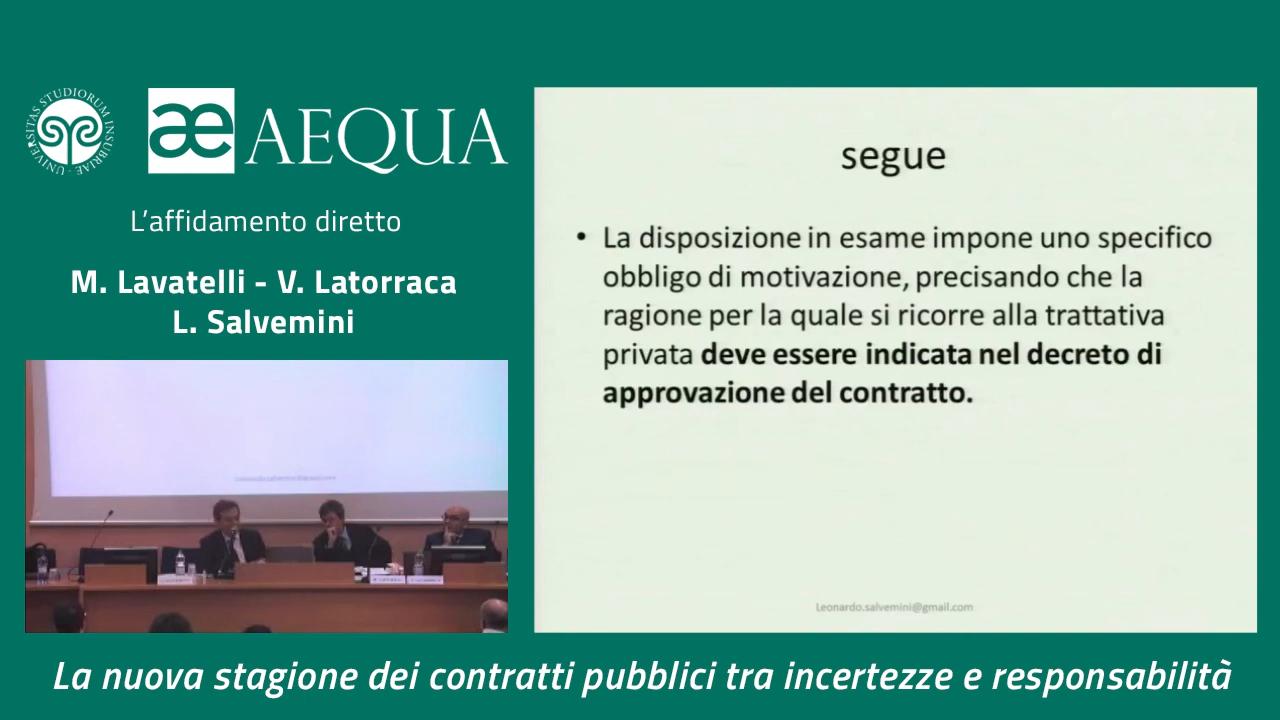 UNIVERSITAS STUDIORUM INSUBRIAE
æ AEQUA
L'affidamento diretto
M. Lavatelli - V. Latorraca
L. Salvemini
segue
• La disposizione in esame impone uno specifico
obbligo di motivazione, precisando che la
ragione per la quale si ricorre alla trattativa
privata deve essere indicata nel decreto di
approvazione del contratto.
Leonardo.salvemini@gmail.com
La nuova stagione dei contratti pubblici tra incertezze e responsabilità